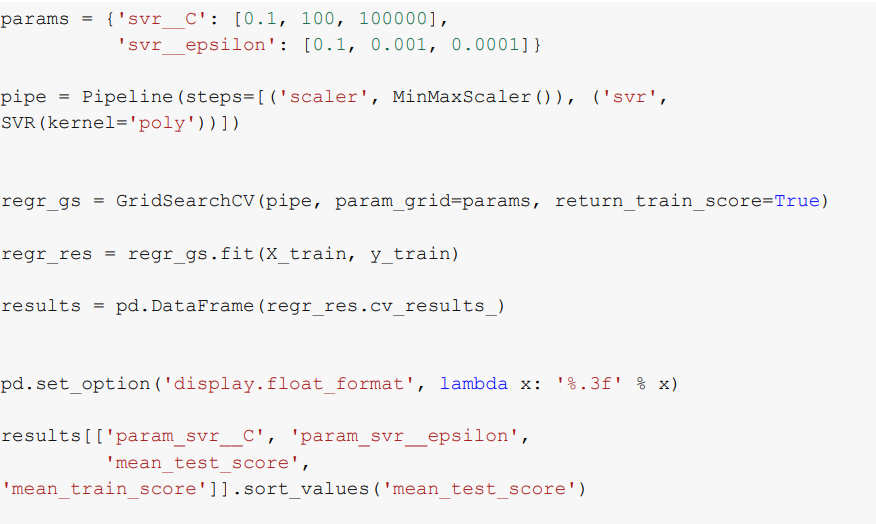 params = {'svr__C': [0.1, 100, 100000],
          'svr__epsilon': [0.1, 0.001, 0.0001]}
pipe = Pipeline(steps=[('scaler', MinMaxScaler()), ('svr',
SVR(kernel='poly'))])
regr_gs = GridSearchCV(pipe, param_grid=params, return_train_score=True)
regr_res = regr_gs.fit(X_train, y_train)
results = pd.DataFrame(regr_res.cv_results_)
pd.set_option('display.float_format', lambda x: '%.3f' % x)
results[['param_svr__C', 'param_svr__epsilon',
         'mean_test_score',
'mean_train_score']].sort_values('mean_test_score')